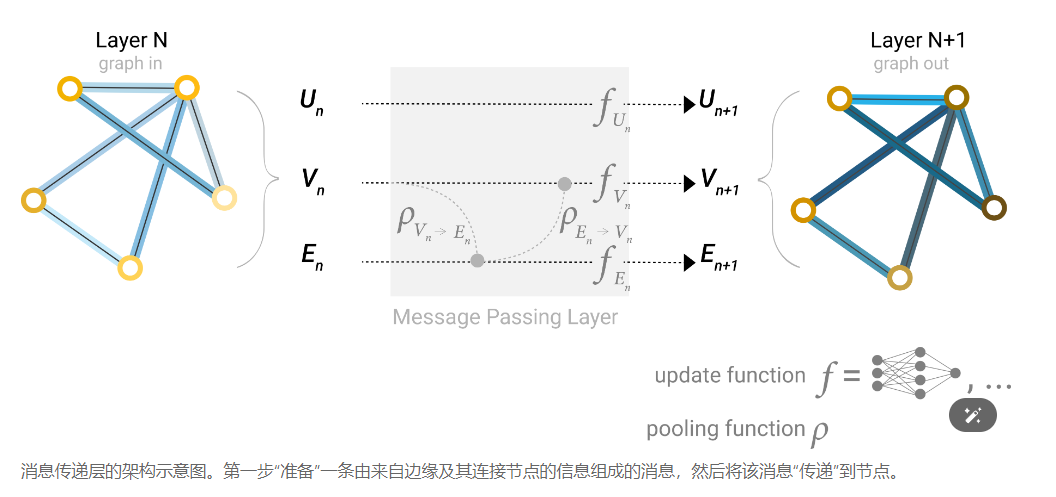 Layer N
graph in
Layer N+1
graph out
Un
fUn
Un+1
Vn
fVn
Vn+1
ρVn→En
ρEn→Vn
En
fEn
En+1
Message Passing Layer
update function f = , ...
pooling function ρ
消息传递层的架构示意图。第一步“准备”一条由来自边缘及其连接节点的信息组成的消息，然后将该消息“传递”到节点。